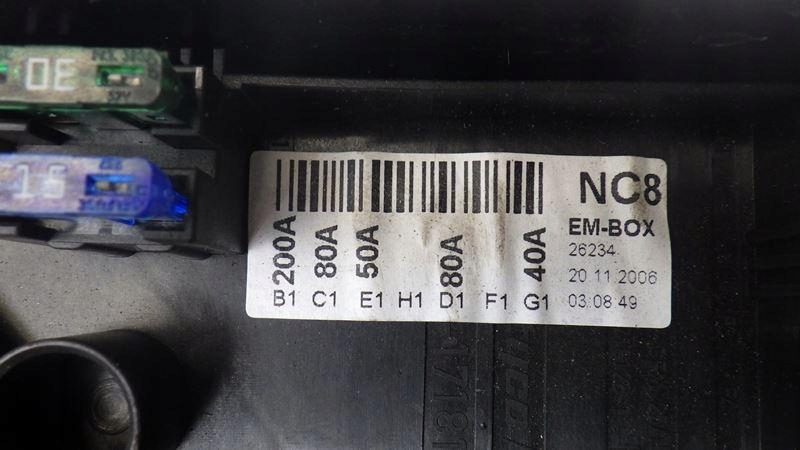 30
15
NC8
EM-BOX
26234
20 11 2006
03:08:49
200A 80A 50A 80A 40A
B1 C1 E1 H1 D1 F1 G1